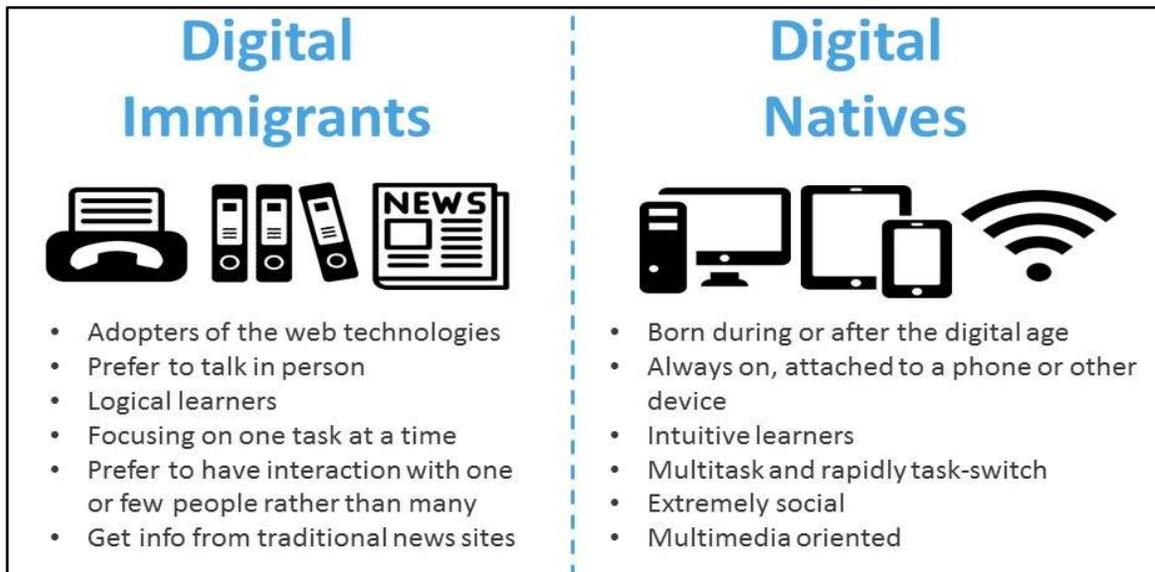 Digital
Immigrants
NEWS
• Adopters of the web technologies
• Prefer to talk in person
• Logical learners
• Focusing on one task at a time
• Prefer to have interaction with one
or few people rather than many
• Get info from traditional news sites
Digital
Natives
• Born during or after the digital age
• Always on, attached to a phone or other
device
• Intuitive learners
• Multitask and rapidly task-switch
• Extremely social
• Multimedia oriented